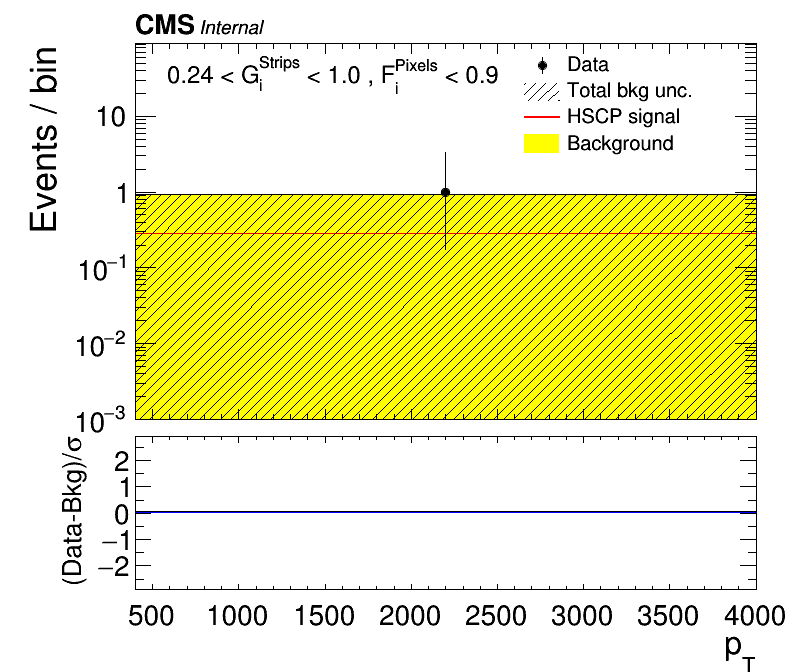 CMS Internal
Events / bin
0.24 < G_i^Strips < 1.0 , F_i^Pixels < 0.9
Data
Total bkg unc.
HSCP signal
Background
10
1
10^−1
10^−2
10^−3
(Data-Bkg)/σ
2
1
0
−1
−2
500 1000 1500 2000 2500 3000 3500 4000
p_T